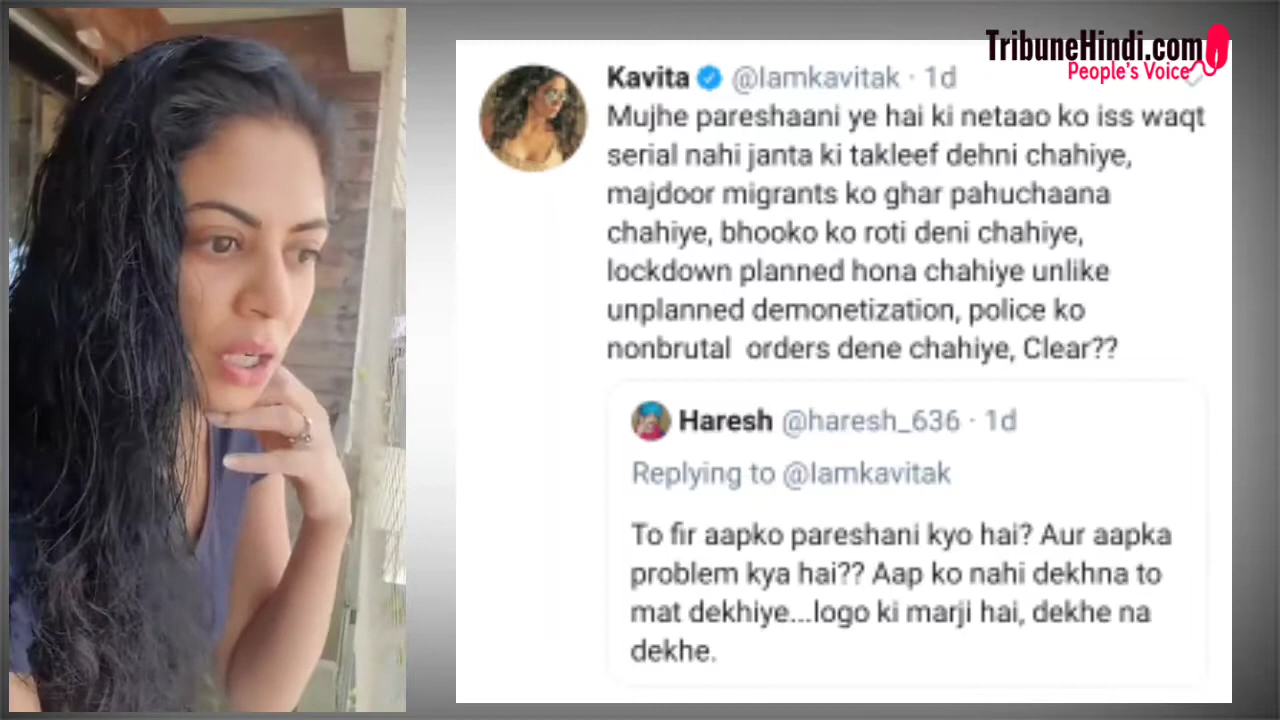 TribuneHindi.com
People's Voice
Kavita @Iamkavitak · 1d
Mujhe pareshaani ye hai ki netaao ko iss waqt
serial nahi janta ki takleef dehni chahiye,
majdoor migrants ko ghar pahuchaana
chahiye, bhooko ko roti deni chahiye,
lockdown planned hona chahiye unlike
unplanned demonetization, police ko
nonbrutal orders dene chahiye, Clear??
Haresh @haresh_636 · 1d
Replying to @Iamkavitak
To fir aapko pareshani kyo hai? Aur aapka
problem kya hai?? Aap ko nahi dekhna to
mat dekhiye...logo ki marji hai, dekhe na
dekhe.